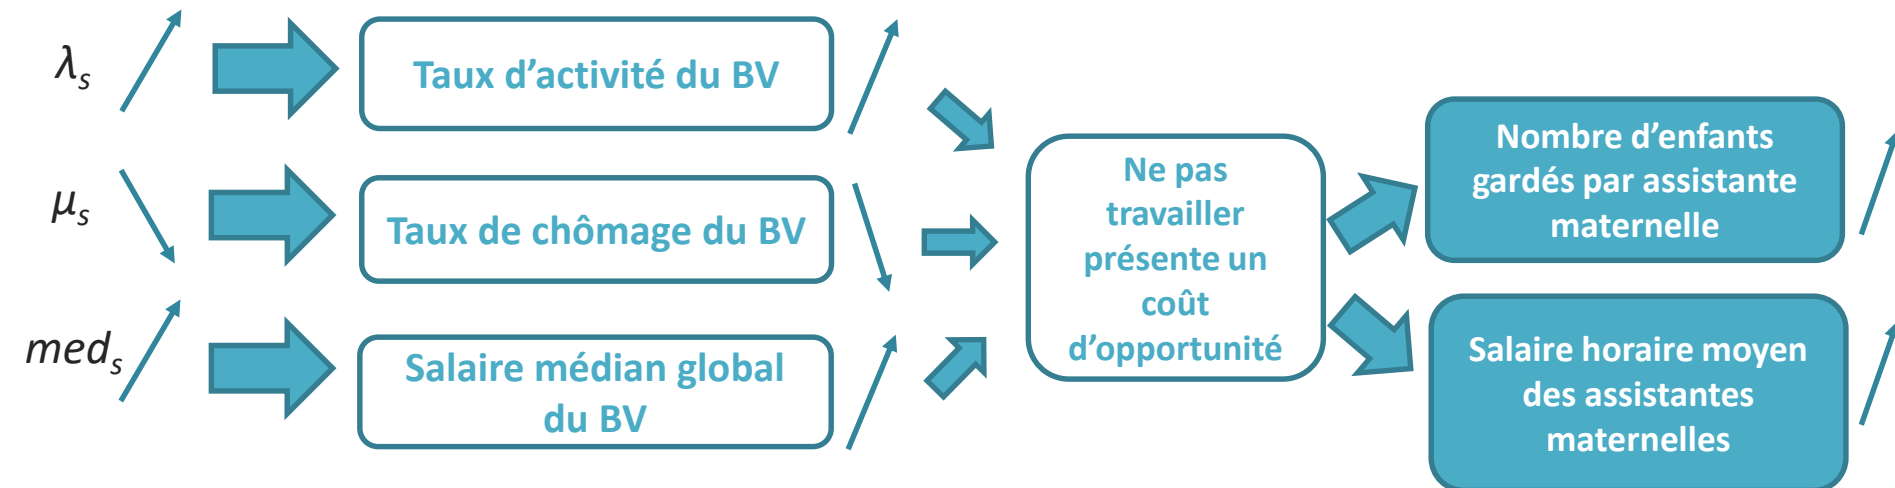 λs
Taux d’activité du BV
μs
Taux de chômage du BV
meds
Salaire médian global
du BV
Ne pas
travailler
présente un
coût
d’opportunité
Nombre d’enfants
gardés par assistante
maternelle
Salaire horaire moyen
des assistantes
maternelles